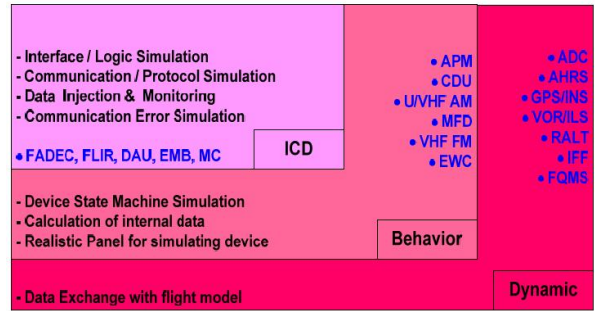 - Interface / Logic Simulation
- Communication / Protocol Simulation
- Data Injection & Monitoring
- Communication Error Simulation
• FADEC, FLIR, DAU, EMB, MC
ICD
• APM
• CDU
• U/VHF AM
• MFD
• VHF FM
• EWC
- Device State Machine Simulation
- Calculation of internal data
- Realistic Panel for simulating device
Behavior
• ADC
• AHRS
• GPS/INS
• VOR/ILS
• RALT
• IFF
• FQMS
- Data Exchange with flight model
Dynamic